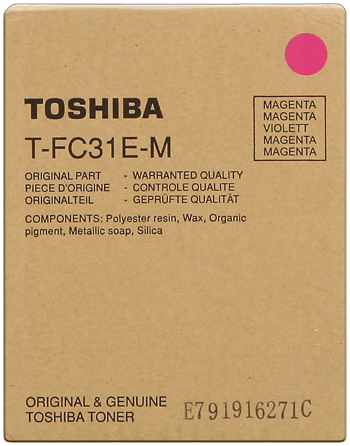 TOSHIBA
T-FC31E-M
MAGENTA
MAGENTA
VIOLETT
MAGENTA
MAGENTA
ORIGINAL PART - WARRANTED QUALITY
PIECE D'ORIGINE - CONTROLE QUALITE
ORIGINALTEIL - GEPRÜFTE QUALITÄT
COMPONENTS: Polyester resin, Wax, Organic
pigment, Metallic soap, Silica
ORIGINAL & GENUINE
TOSHIBA TONER
E791916271C